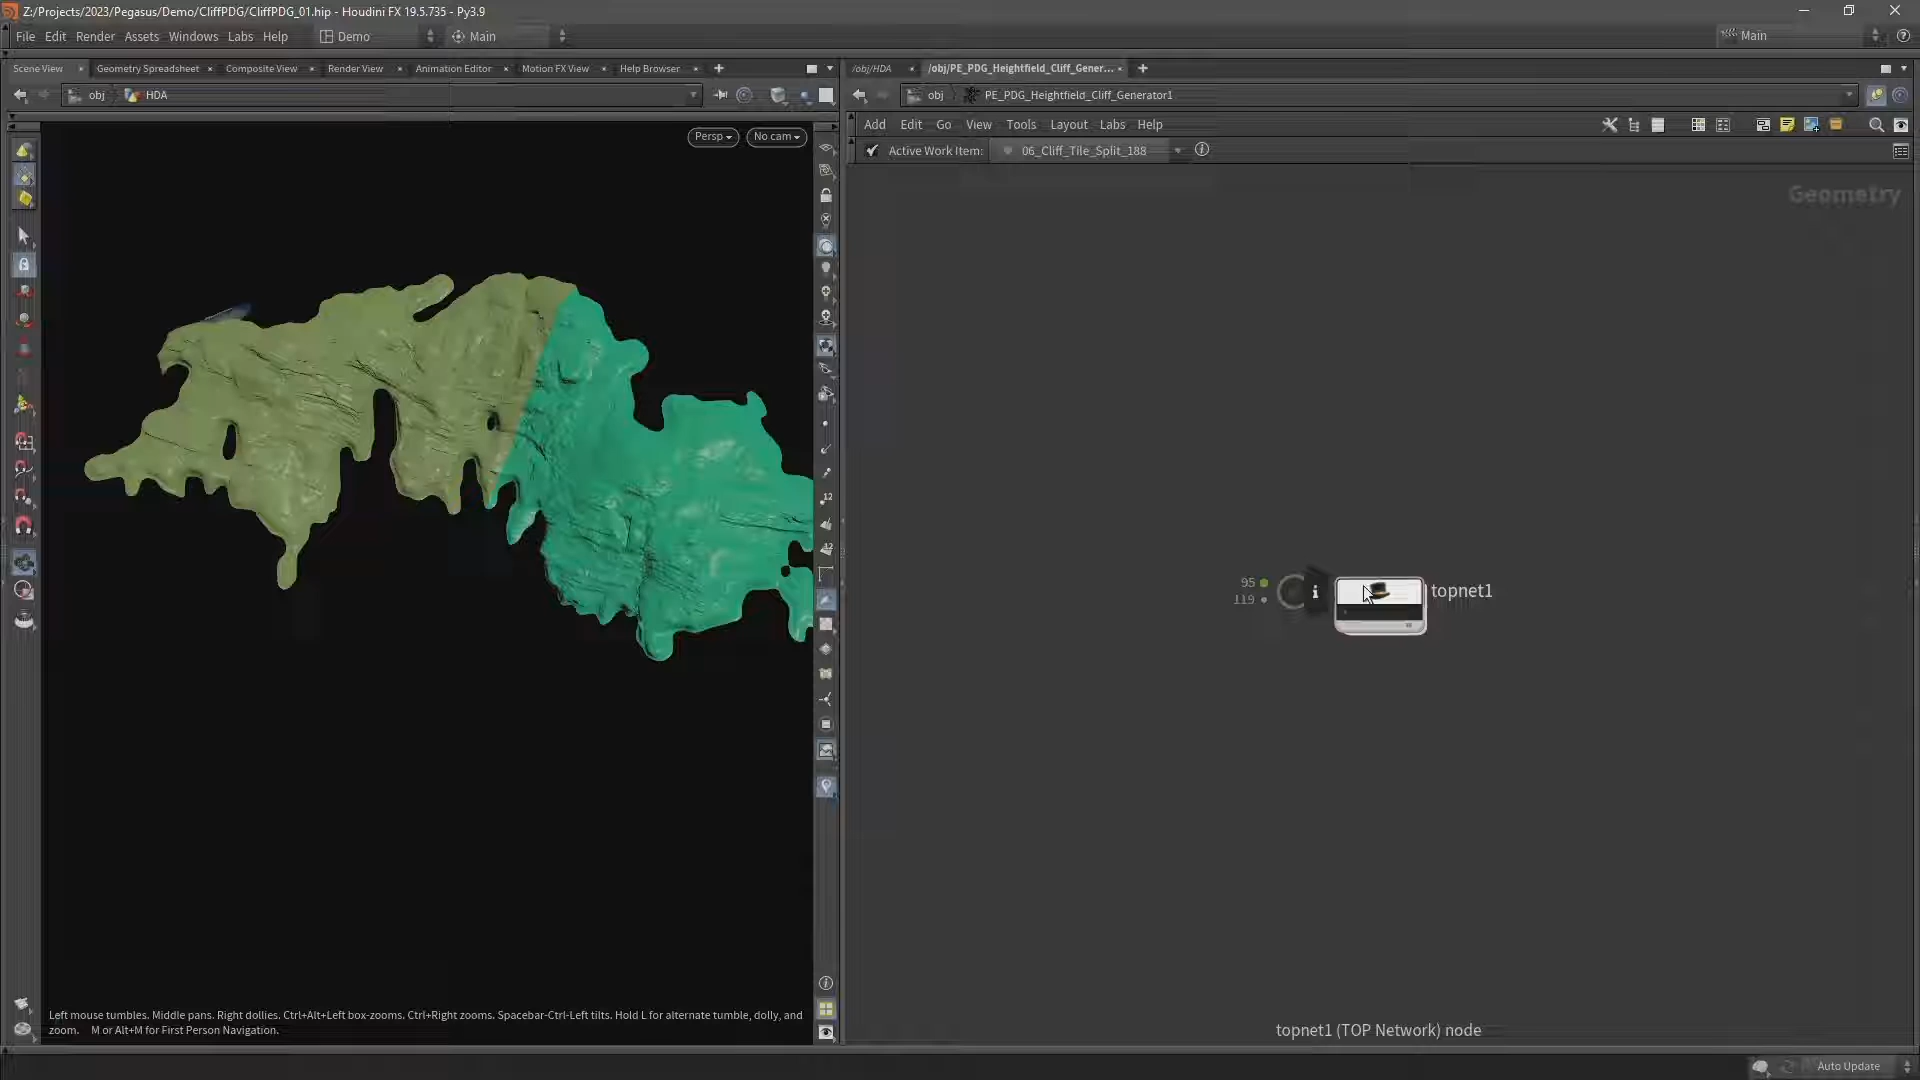 Z:/Projects/2023/Pegasus/Demo/CliffPDG/CliffPDG_01.hip - Houdini FX 19.5.735 - Py3.9
File Edit Render Assets Windows Labs Help Demo Main Main
Scene View Geometry Spreadsheet Composite View Render View Animation Editor Motion FX View Help Browser
/obj/HDA /obj/PE_PDG_Heightfield_Cliff_Gener...
obj HDA
obj PE_PDG_Heightfield_Cliff_Generator1
Add Edit Go View Tools Layout Labs Help
Persp No cam
Active Work Item: 06_Cliff_Tile_Split_188
Geometry
12
12
95
119
topnet1
Left mouse tumbles. Middle pans. Right dollies. Ctrl+Alt+Left box-zooms. Ctrl+Right zooms. Spacebar-Ctrl-Left tilts. Hold L for alternate tumble, dolly, and
zoom. M or Alt+M for First Person Navigation.
topnet1 (TOP Network) node
Auto Update